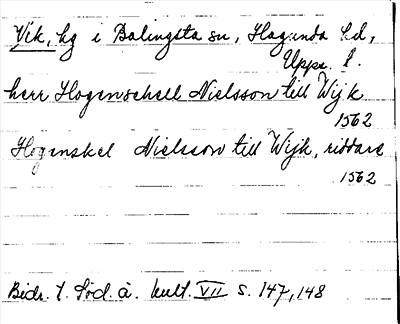 Vik, hg i Balingsta sn, Hagunda hd,
Upps. l.
herr Hogenschell Nielsson till Wijk
1562
Hogenskel Nielsson till Wijk, riddare
1562
Bidr. t. Söd. å. kult. VII s. 147, 148